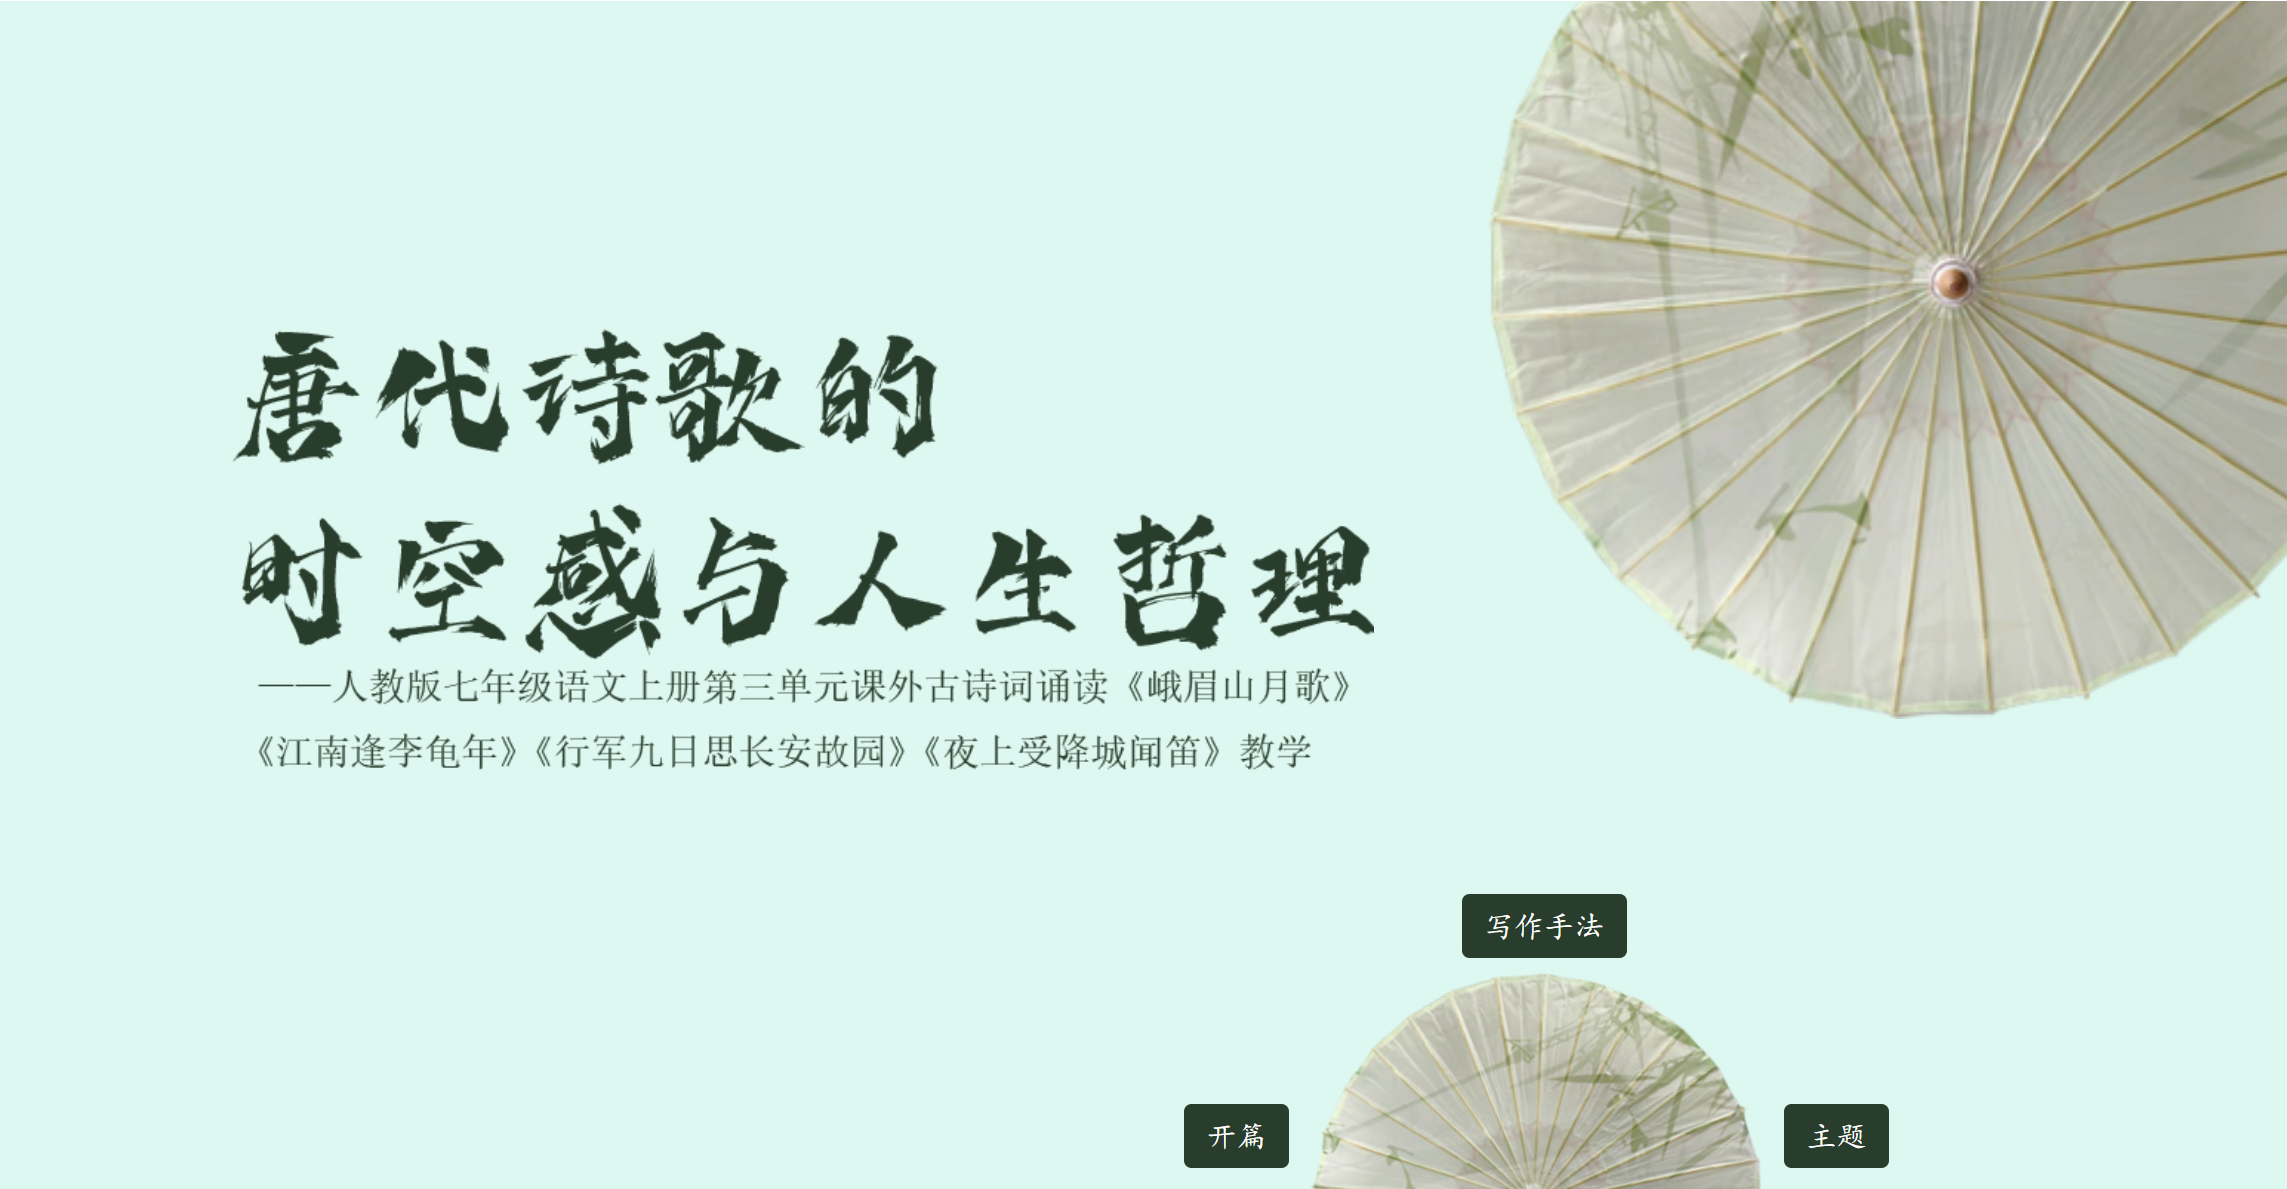 唐代诗歌的
时空感与人生哲理
——人教版七年级语文上册第三单元课外古诗词诵读《峨眉山月歌》
《江南逢李龟年》《行军九日思长安故园》《夜上受降城闻笛》教学
写作手法
开篇
主题